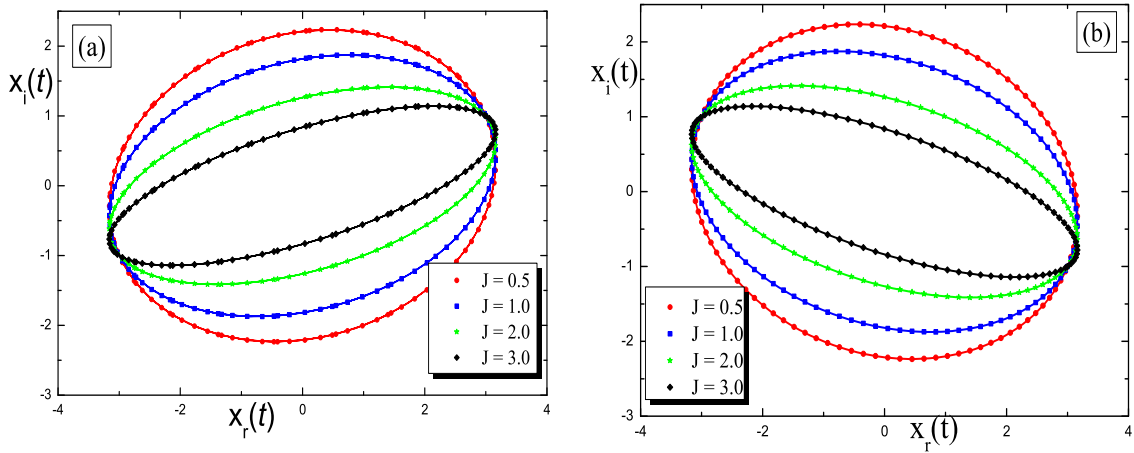 (a)
x_i(t)
2
1
0
-1
-2
-3
-4
-2
0
2
4
x_r(t)
J = 0.5
J = 1.0
J = 2.0
J = 3.0
(b)
x_i(t)
2
1
0
-1
-2
-3
-4
-2
0
2
4
x_r(t)
J = 0.5
J = 1.0
J = 2.0
J = 3.0